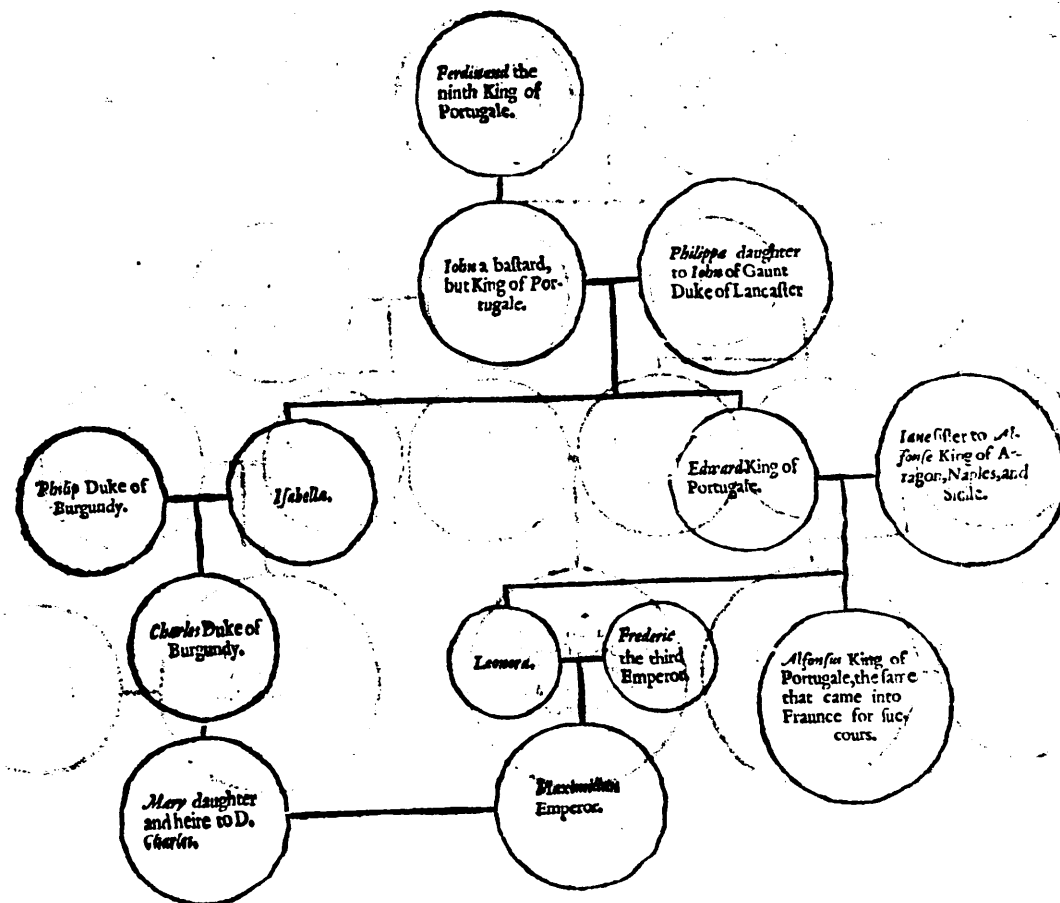 Ferdinand the
ninth King of
Portugale.
Iohn a bastard,
but King of Por-
tugale.
Philippa daughter
to Iohn of Gaunt
Duke of Lancaster
Philip Duke of
Burgundy.
Isabella.
Edward King of
Portugale.
Iane sister to Al-
fonse King of A-
ragon, Naples, and
Sicile.
Charles Duke of
Burgundy.
Leonora.
Frederic
the third
Emperor
Alfonsus King of
Portugale, the same
that came into
Fraunce for suc-
cours.
Mary daughter
and heire to D.
Charles.
Maximilian
Emperor.